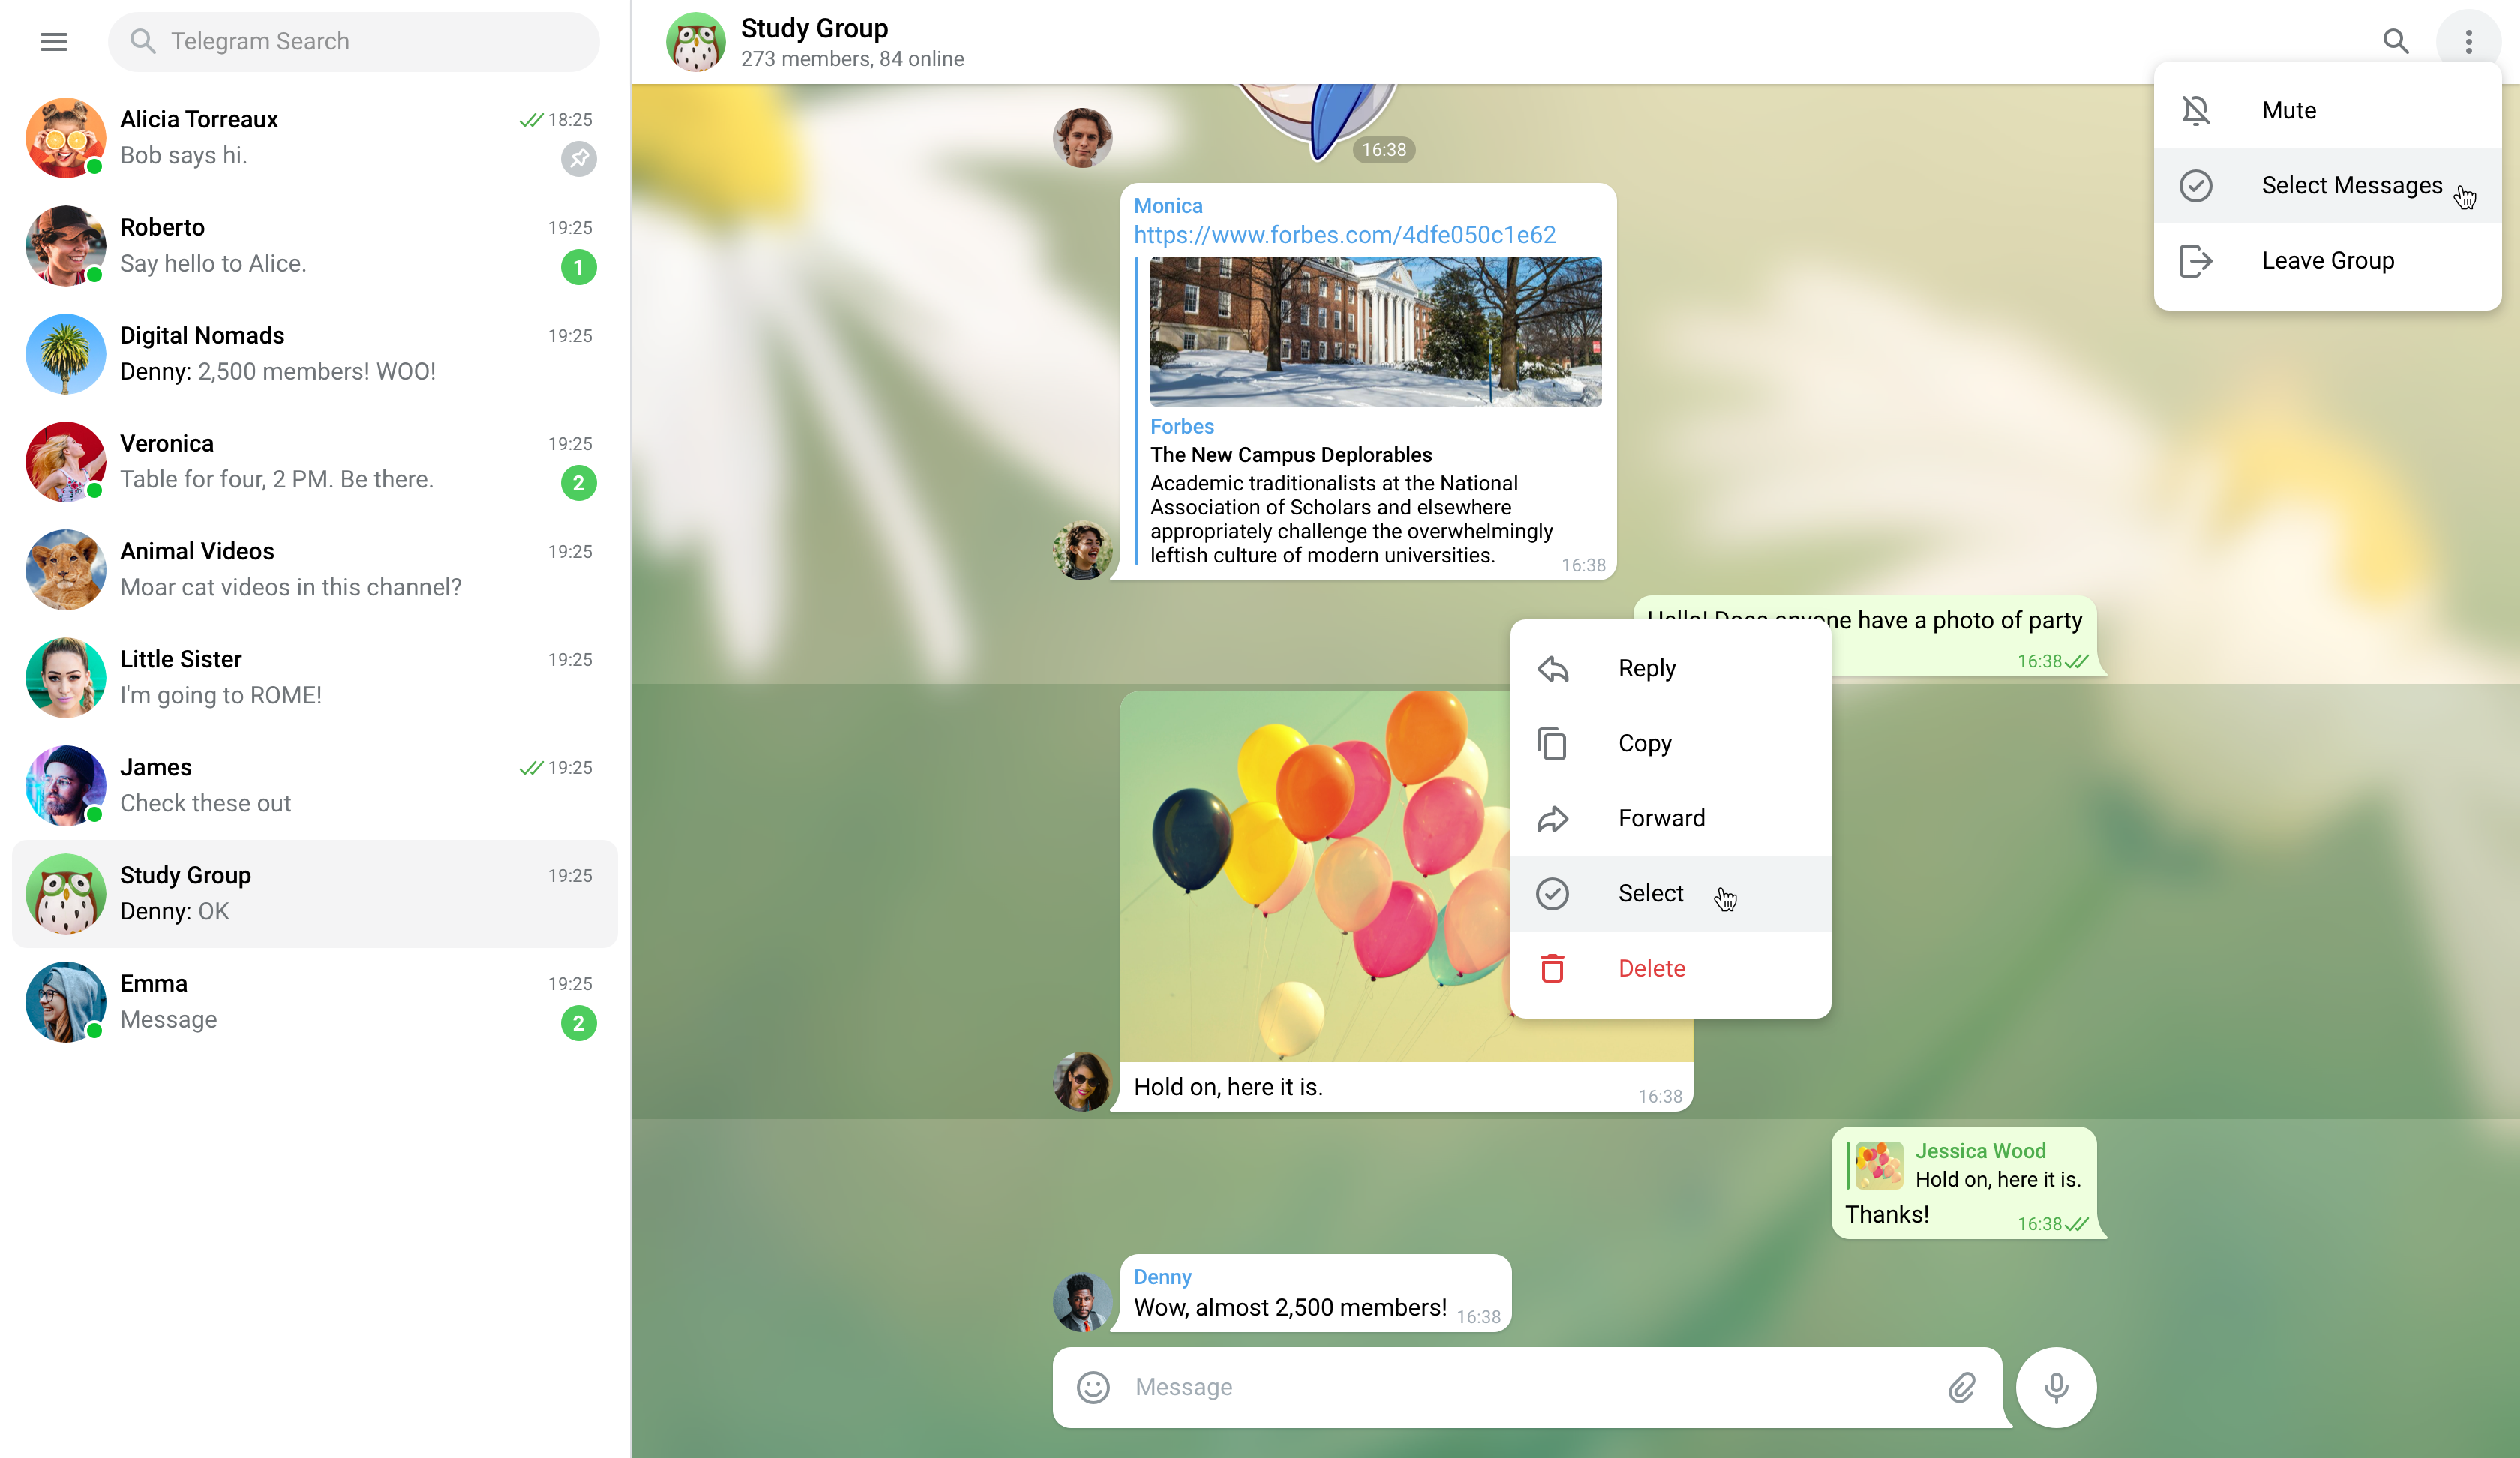 Telegram Search
Alicia Torreaux
18:25
Bob says hi.
Roberto
19:25
Say hello to Alice.
1
Digital Nomads
19:25
Denny: 2,500 members! WOO!
Veronica
19:25
Table for four, 2 PM. Be there.
2
Animal Videos
19:25
Moar cat videos in this channel?
Little Sister
19:25
I'm going to ROME!
James
19:25
Check these out
Study Group
19:25
Denny: OK
Emma
19:25
Message
2
Study Group
273 members, 84 online
Mute
Select Messages
Leave Group
16:38
Monica
https://www.forbes.com/4dfe050c1e62
Forbes
The New Campus Deplorables
Academic traditionalists at the National
Association of Scholars and elsewhere
appropriately challenge the overwhelmingly
leftish culture of modern universities.
16:38
Hello! Does anyone have a photo of party
16:38
Reply
Copy
Forward
Select
Delete
Hold on, here it is.
16:38
Jessica Wood
Hold on, here it is.
Thanks!
16:38
Denny
Wow, almost 2,500 members!
16:38
Message